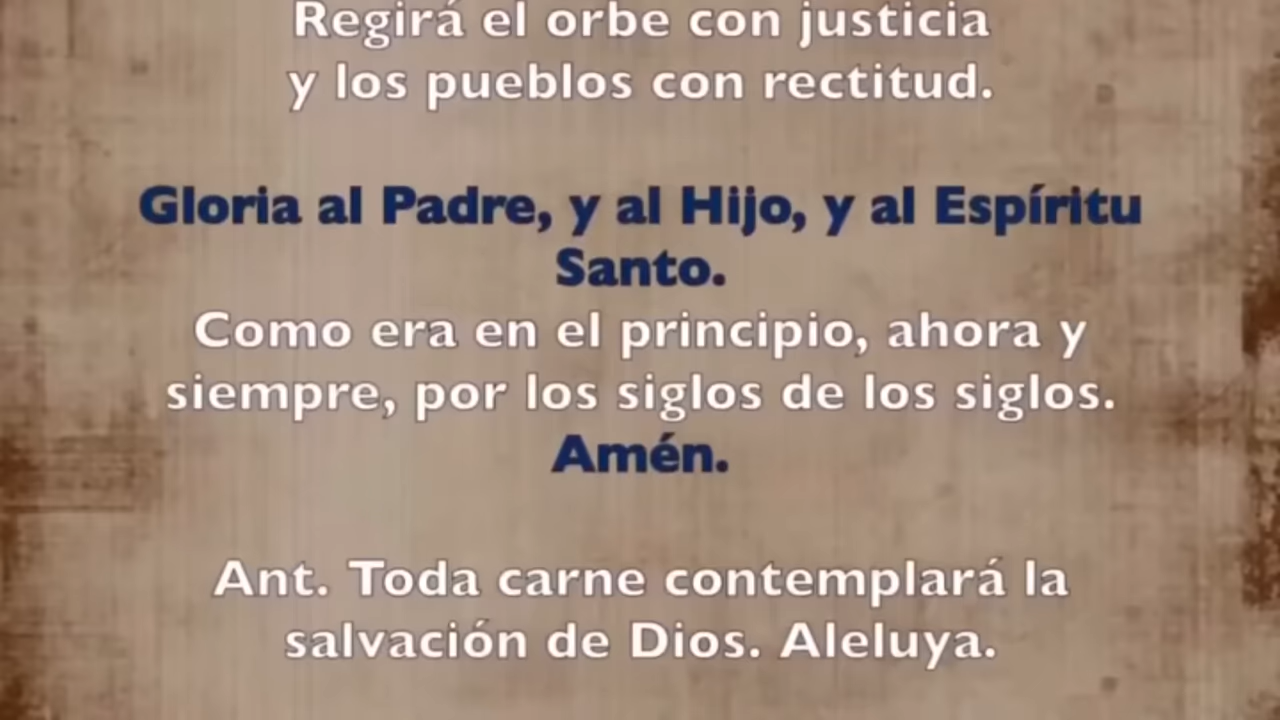 Regirá el orbe con justicia
y los pueblos con rectitud.
Gloria al Padre, y al Hijo, y al Espíritu
Santo.
Como era en el principio, ahora y
siempre, por los siglos de los siglos.
Amén.
Ant. Toda carne contemplará la
salvación de Dios. Aleluya.